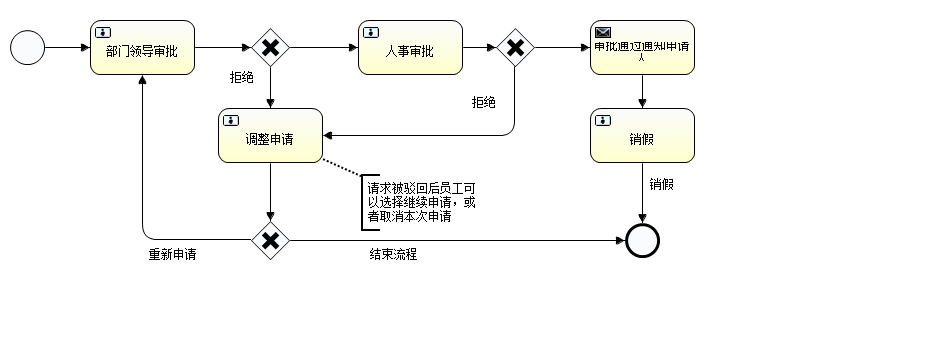 部门领导审批
人事审批
审批通过通知申请
人
拒绝
拒绝
调整申请
销假
请求被驳回后员工可
以选择继续申请，或
者取消本次申请
销假
重新申请
结束流程